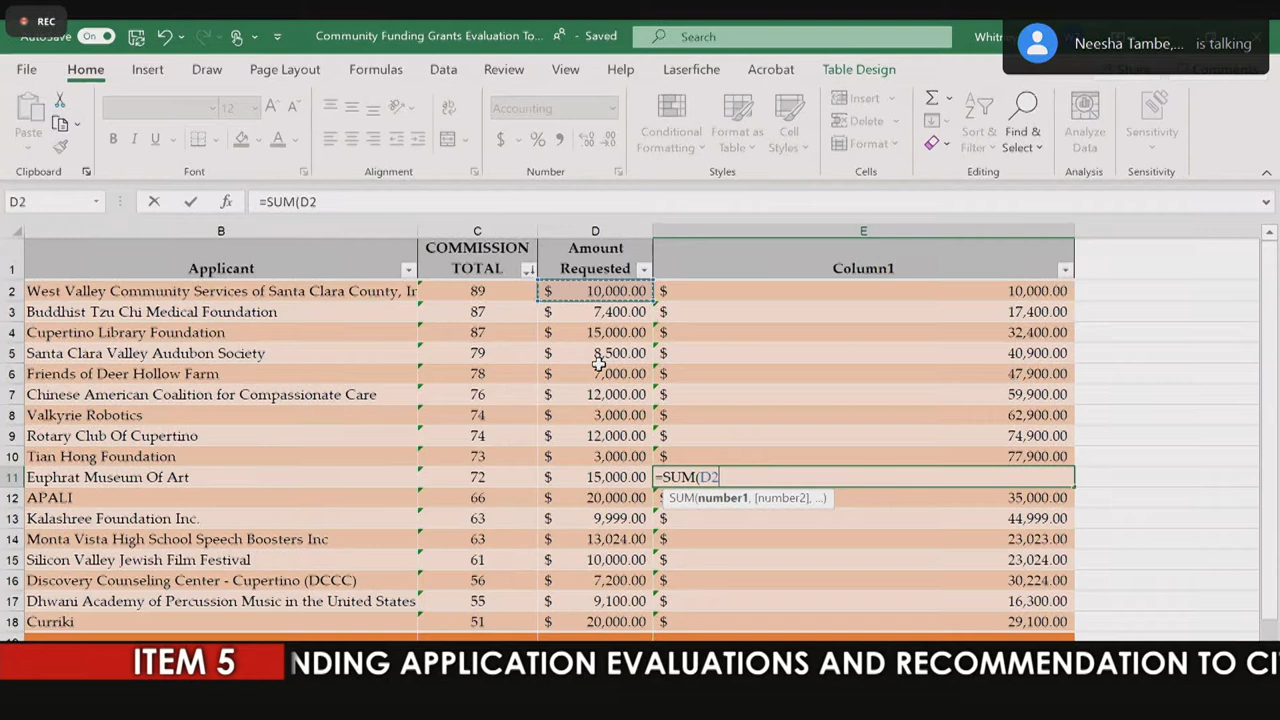 REC
AutoSave On
Community Funding Grants Evaluation To... - Saved
Search
Neesha Tambe,... is talking
File Home Insert Draw Page Layout Formulas Data Review View Help Laserfiche Acrobat Table Design
Paste
12
Accounting
Conditional Formatting
Format as Table
Cell Styles
Insert
Delete
Format
Sort & Filter
Find & Select
Analyze Data
Sensitivity
Clipboard Font Alignment Number Styles Cells Editing Analysis Sensitivity
D2 =SUM(D2
B C D E
1 Applicant COMMISSION TOTAL Amount Requested Column1
2 West Valley Community Services of Santa Clara County, In 89 $ 10,000.00 $ 10,000.00
3 Buddhist Tzu Chi Medical Foundation 87 $ 7,400.00 $ 17,400.00
4 Cupertino Library Foundation 87 $ 15,000.00 $ 32,400.00
5 Santa Clara Valley Audubon Society 79 $ 8,500.00 $ 40,900.00
6 Friends of Deer Hollow Farm 78 $ 7,000.00 $ 47,900.00
7 Chinese American Coalition for Compassionate Care 76 $ 12,000.00 $ 59,900.00
8 Valkyrie Robotics 74 $ 3,000.00 $ 62,900.00
9 Rotary Club Of Cupertino 74 $ 12,000.00 $ 74,900.00
10 Tian Hong Foundation 73 $ 3,000.00 $ 77,900.00
11 Euphrat Museum Of Art 72 $ 15,000.00 =SUM(D2
SUM(number1, [number2], ...)
12 APALI 66 $ 20,000.00 $ 35,000.00
13 Kalashree Foundation Inc. 63 $ 9,999.00 $ 44,999.00
14 Monta Vista High School Speech Boosters Inc 63 $ 13,024.00 $ 23,023.00
15 Silicon Valley Jewish Film Festival 61 $ 10,000.00 $ 23,024.00
16 Discovery Counseling Center - Cupertino (DCCC) 56 $ 7,200.00 $ 30,224.00
17 Dhwani Academy of Percussion Music in the United States 55 $ 9,100.00 $ 16,300.00
18 Curriki 51 $ 20,000.00 $ 29,100.00
ITEM 5 NDING APPLICATION EVALUATIONS AND RECOMMENDATION TO CI